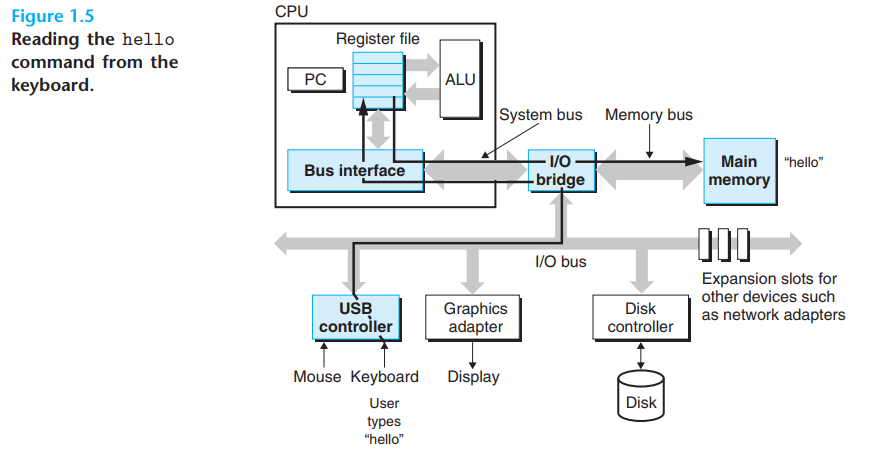 Figure 1.5
Reading the hello
command from the
keyboard.
CPU
Register file
PC
ALU
System bus
Memory bus
Bus interface
I/O
bridge
Main
memory
“hello”
I/O bus
Expansion slots for
other devices such
as network adapters
USB
controller
Graphics
adapter
Disk
controller
Mouse
Keyboard
Display
User
types
“hello”
Disk